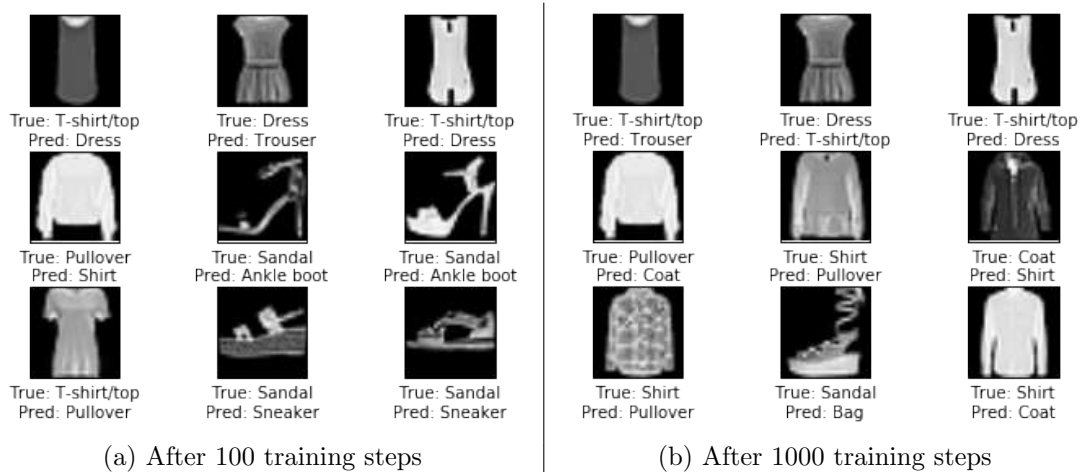 True: T-shirt/top
Pred: Dress
True: Dress
Pred: Trouser
True: T-shirt/top
Pred: Dress
True: Pullover
Pred: Shirt
True: Sandal
Pred: Ankle boot
True: Sandal
Pred: Ankle boot
True: T-shirt/top
Pred: Pullover
True: Sandal
Pred: Sneaker
True: Sandal
Pred: Sneaker
(a) After 100 training steps
True: T-shirt/top
Pred: Trouser
True: Dress
Pred: T-shirt/top
True: T-shirt/top
Pred: Dress
True: Pullover
Pred: Coat
True: Shirt
Pred: Pullover
True: Coat
Pred: Shirt
True: Shirt
Pred: Pullover
True: Sandal
Pred: Bag
True: Shirt
Pred: Coat
(b) After 1000 training steps